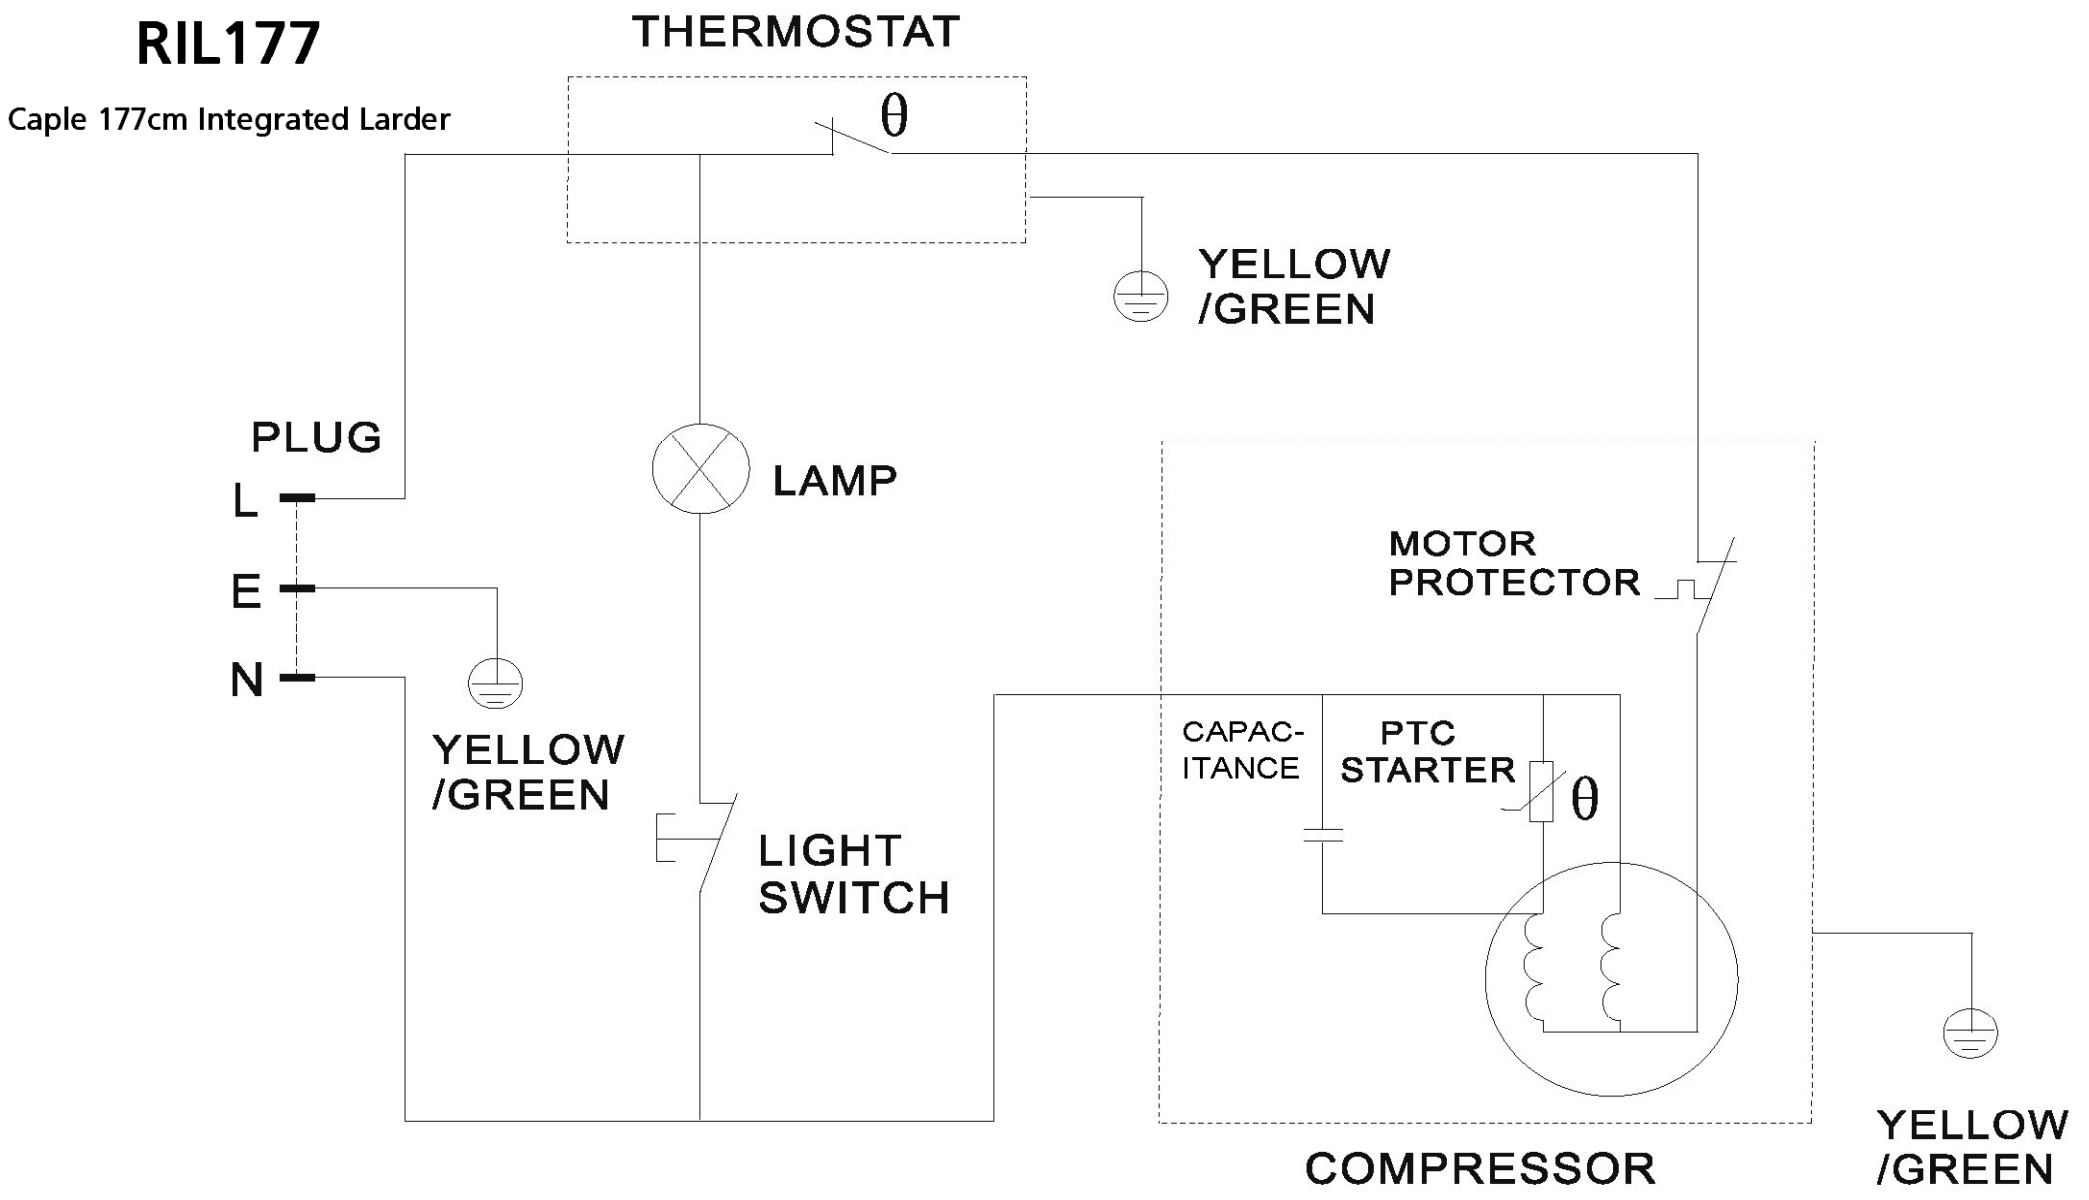 RIL177
Caple 177cm Integrated Larder
THERMOSTAT
θ
YELLOW
/GREEN
PLUG
L
E
N
YELLOW
/GREEN
LAMP
LIGHT
SWITCH
MOTOR
PROTECTOR
CAPAC-
ITANCE
PTC
STARTER
θ
COMPRESSOR
YELLOW
/GREEN